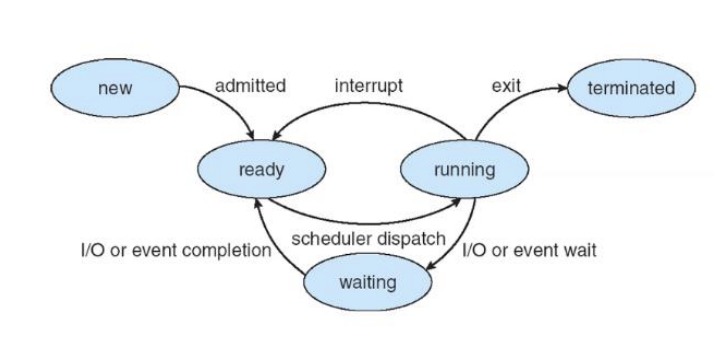 new
admitted
interrupt
exit
terminated
ready
running
I/O or event completion
scheduler dispatch
I/O or event wait
waiting